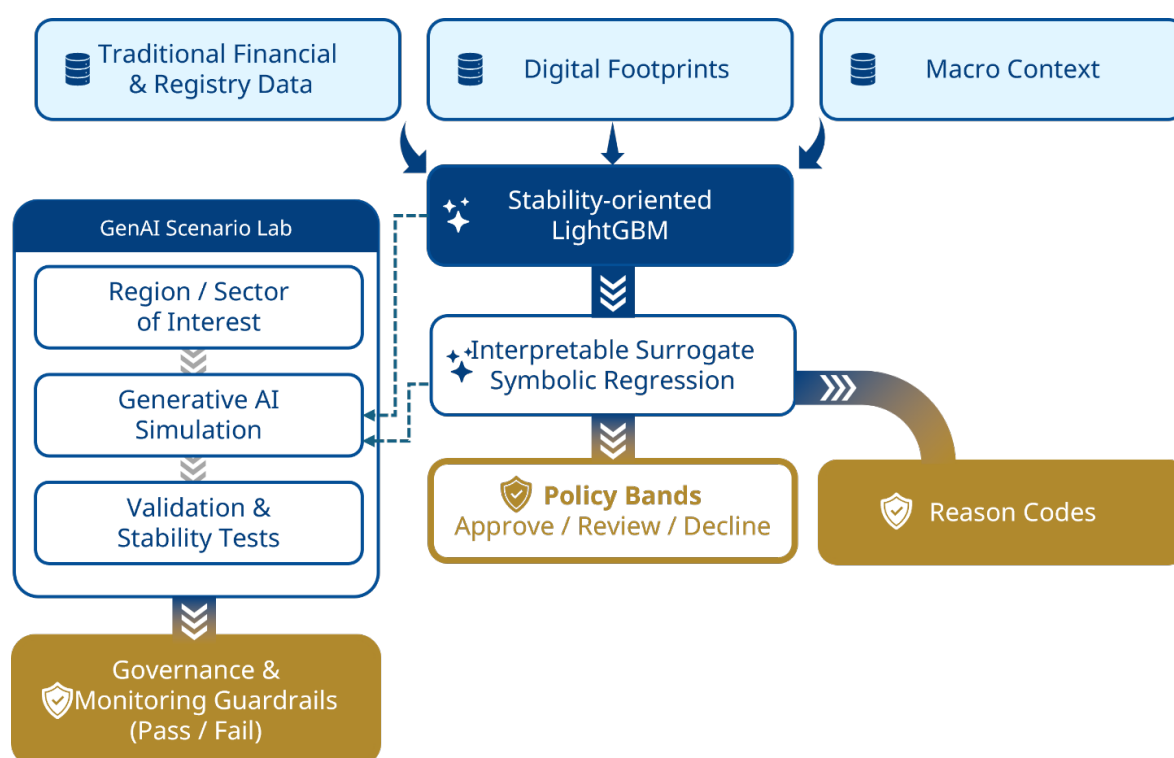 Traditional Financial
& Registry Data
Digital Footprints
Macro Context
Stability-oriented
LightGBM
GenAI Scenario Lab
Region / Sector
of Interest
Generative AI
Simulation
Validation &
Stability Tests
Interpretable Surrogate
Symbolic Regression
Policy Bands
Approve / Review / Decline
Reason Codes
Governance &
Monitoring Guardrails
(Pass / Fail)